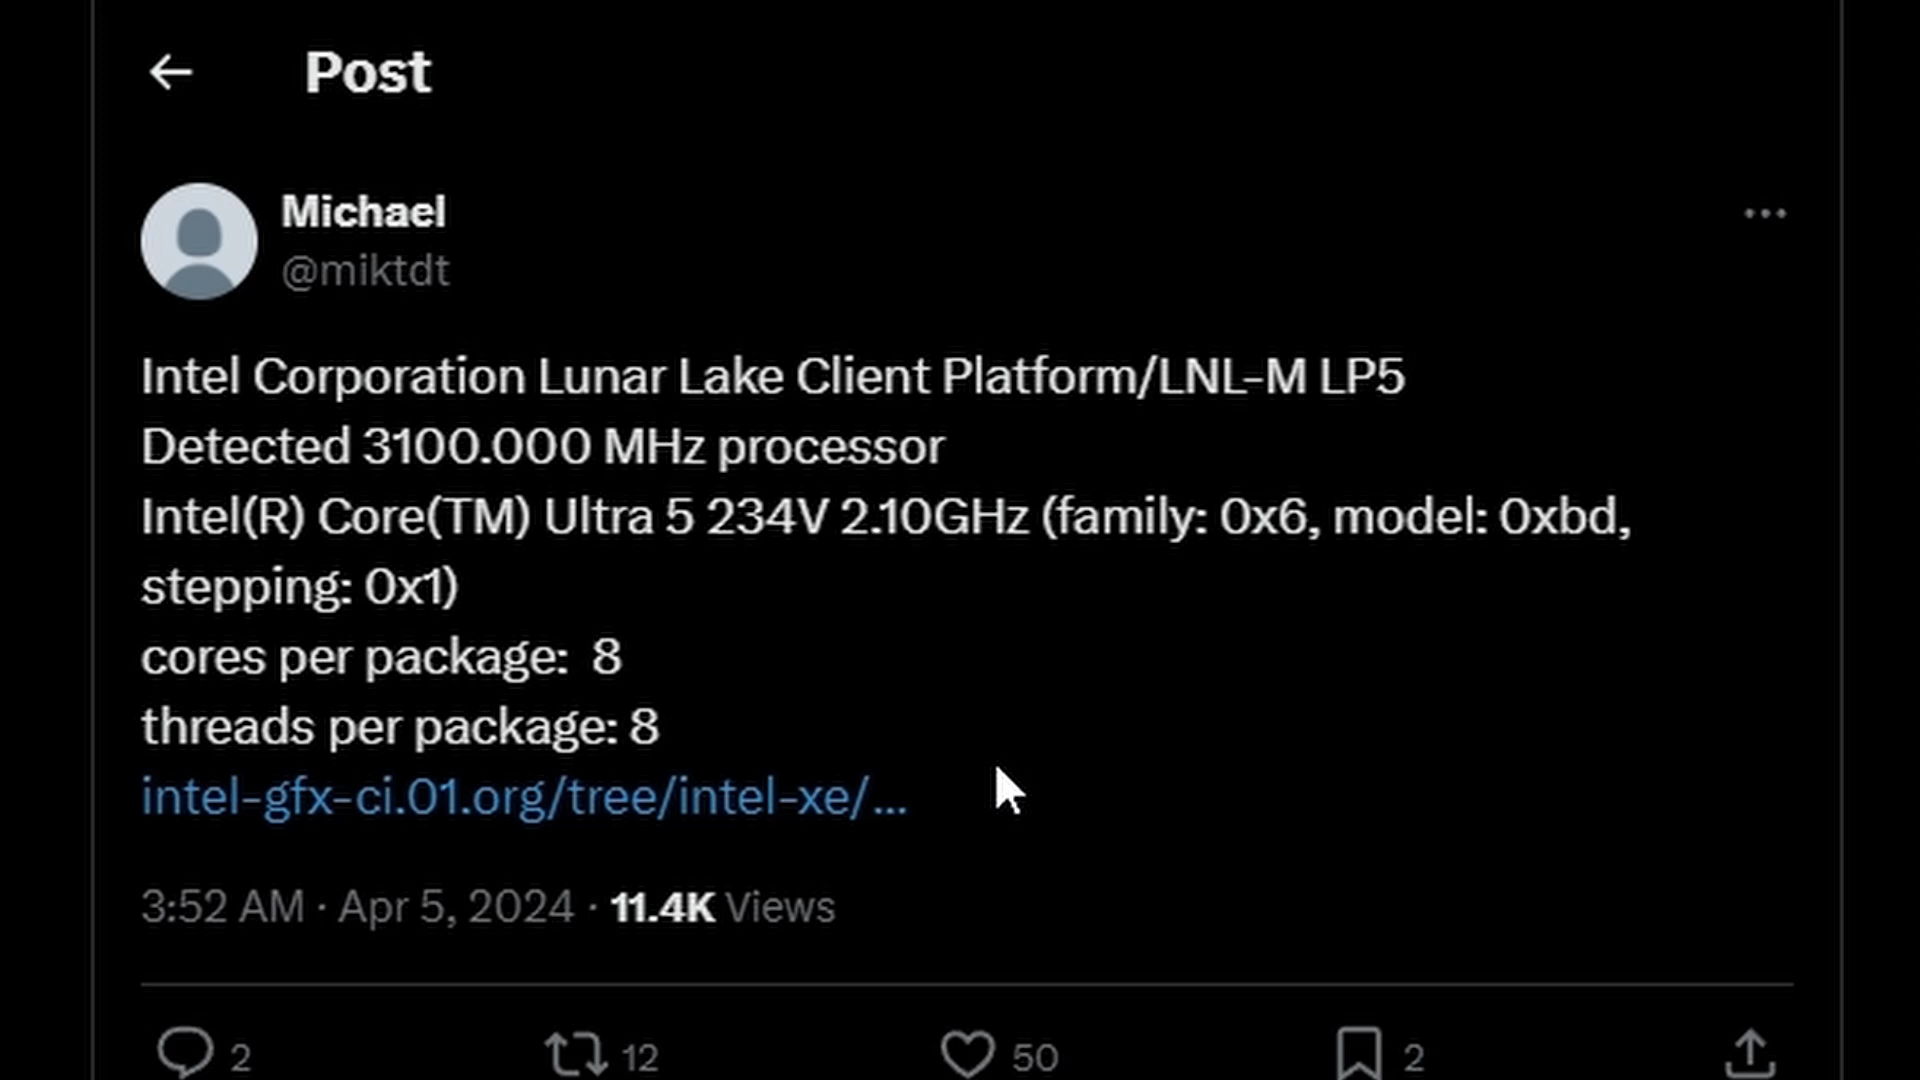 Post
Michael
@miktdt
Intel Corporation Lunar Lake Client Platform/LNL-M LP5
Detected 3100.000 MHz processor
Intel(R) Core(TM) Ultra 5 234V 2.10GHz (family: 0x6, model: 0xbd,
stepping: 0x1)
cores per package:  8
threads per package: 8
intel-gfx-ci.01.org/tree/intel-xe/...
3:52 AM · Apr 5, 2024 · 11.4K Views
2 12 50 2